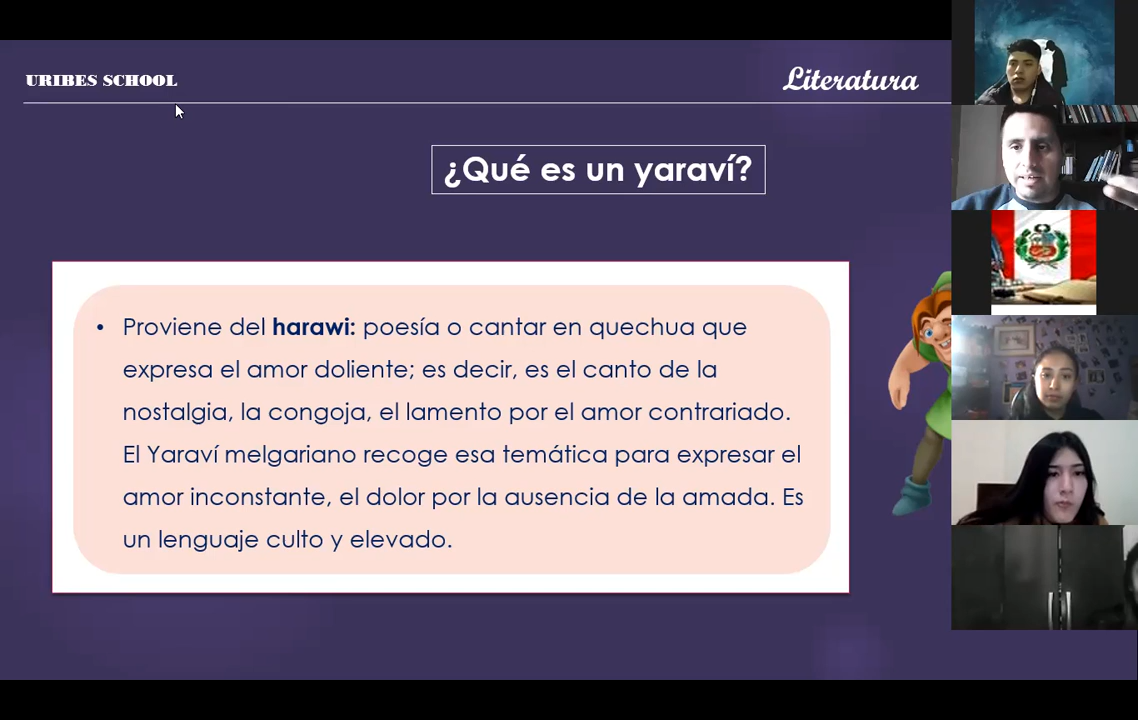 URIBES SCHOOL
Literatura
¿Qué es un yaraví?
• Proviene del harawi: poesía o cantar en quechua que
expresa el amor doliente; es decir, es el canto de la
nostalgia, la congoja, el lamento por el amor contrariado.
El Yaraví melgariano recoge esa temática para expresar el
amor inconstante, el dolor por la ausencia de la amada. Es
un lenguaje culto y elevado.